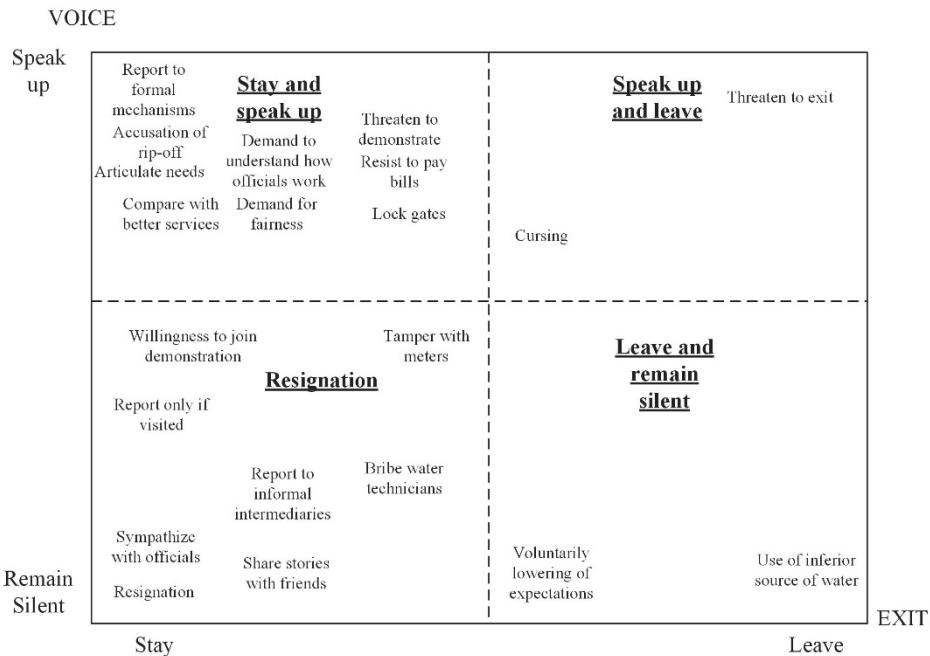 VOICE
Speak
up
Report to
formal
mechanisms
Accusation of
rip-off
Articulate needs
Compare with
better services
Stay and
speak up
Demand to
understand how
officials work
Demand for
fairness
Threaten to
demonstrate
Resist to pay
bills
Lock gates
Speak up
and leave
Threaten to exit
Cursing
Willingness to join
demonstration
Tamper with
meters
Resignation
Report only if
visited
Report to
informal
intermediaries
Bribe water
technicians
Sympathize
with officials
Share stories
with friends
Resignation
Leave and
remain
silent
Voluntarily
lowering of
expectations
Use of inferior
source of water
Remain
Silent
EXIT
Stay
Leave